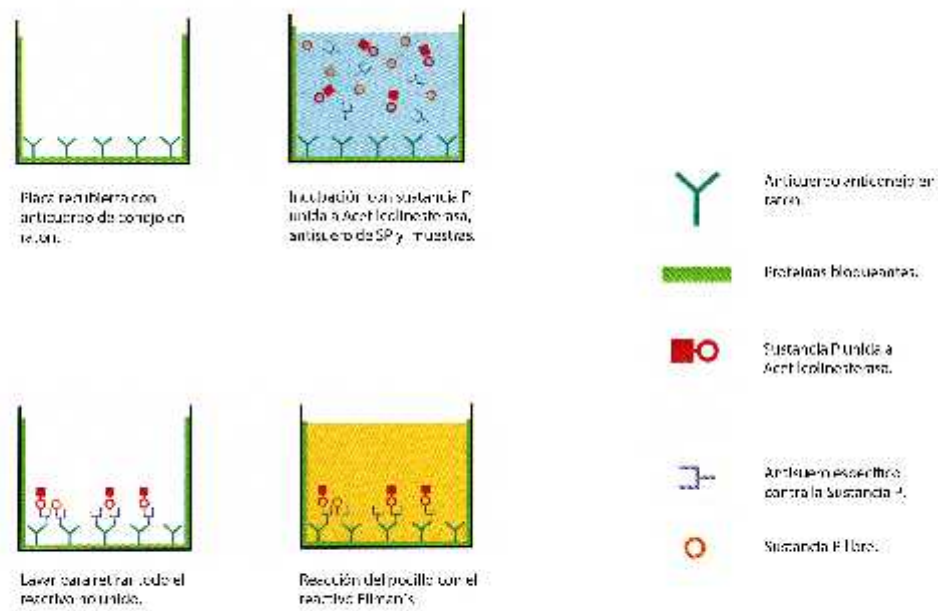 Placa recubierta con
anticuerpo de conejo en
ratón.
Incubación con sustancia P
unida a Acetilcolinesterasa,
antisuero de SP y muestras.
Anticuerpo anticonejo en
ratón.
Proteínas bloqueantes.
Sustancia P unida a
Acetilcolinesterasa.
Antisuero específico
contra la Sustancia P.
Sustancia P libre.
Lavar para retirar todo el
reactivo no unido.
Reacción del pocillo con el
reactivo Ellman's.